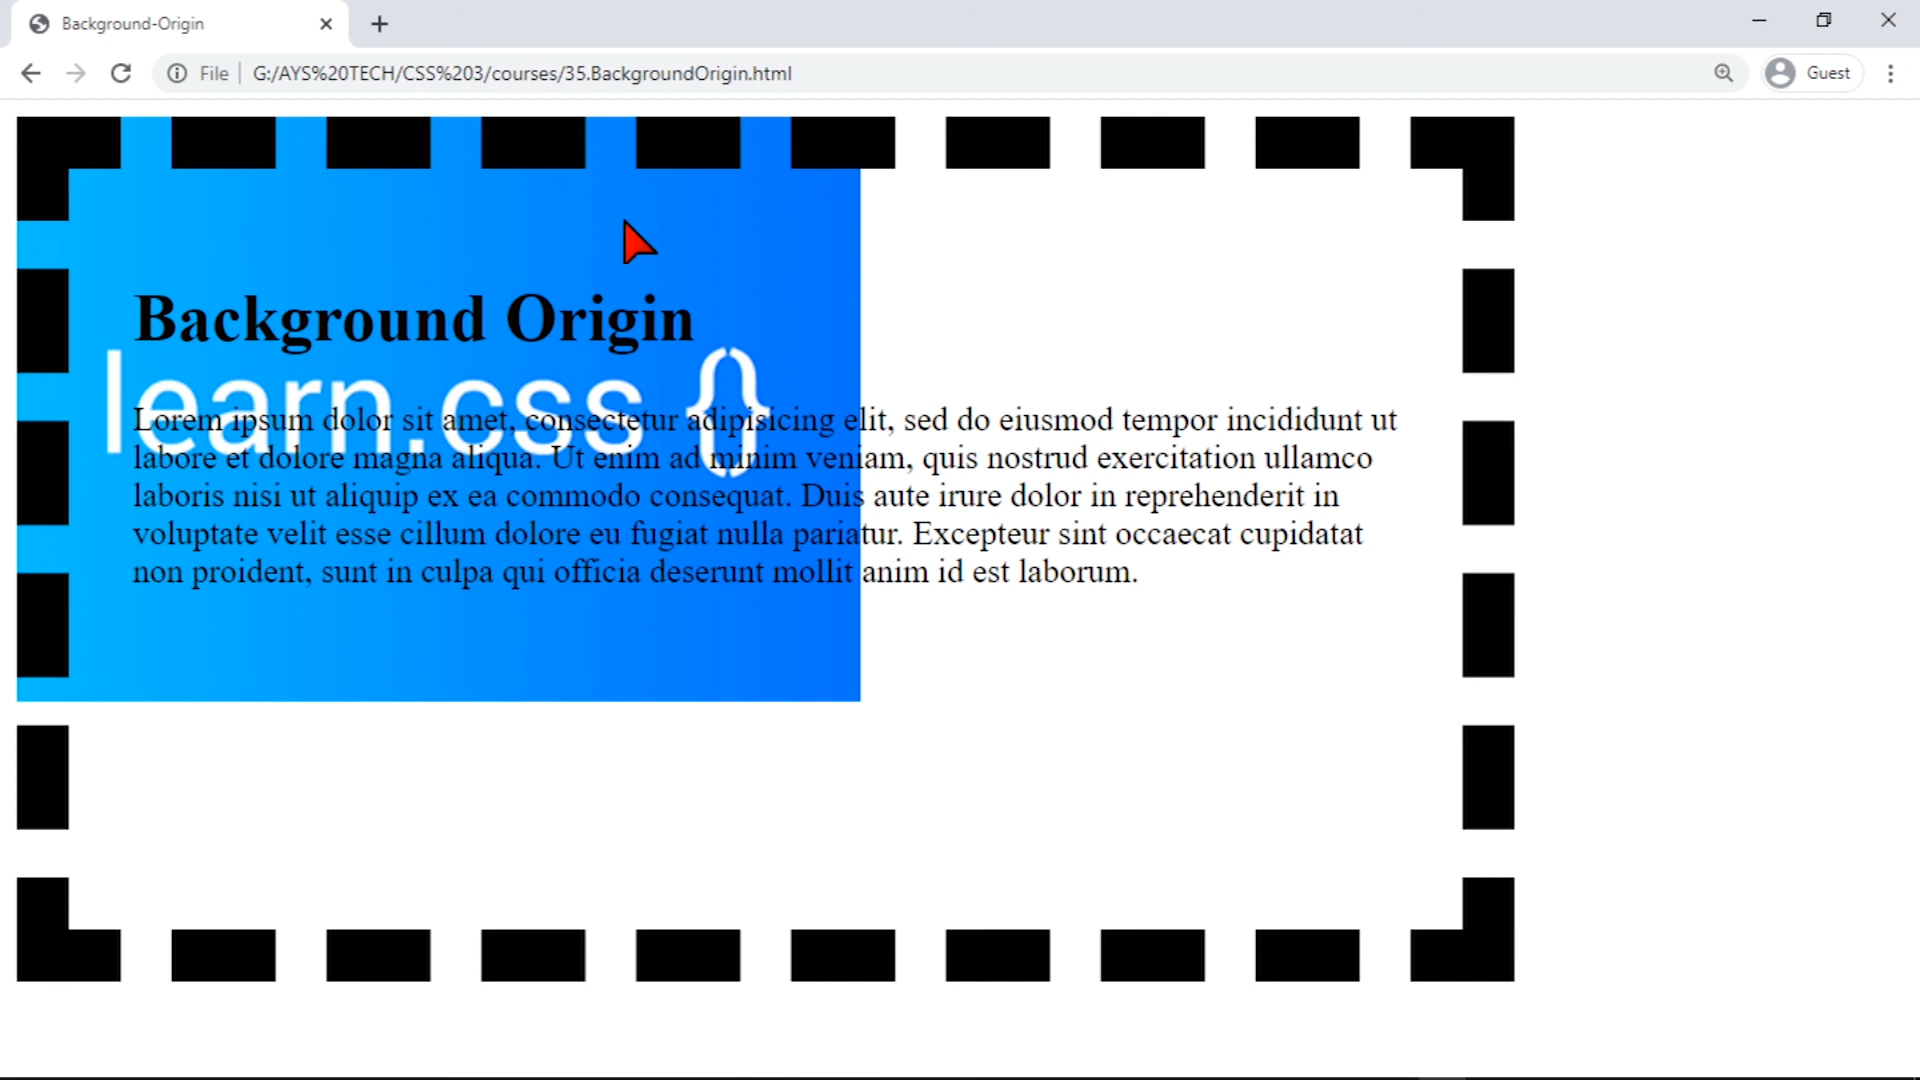 Background-Origin
File
G:/AYS%20TECH/CSS%203/courses/35.BackgroundOrigin.html
Guest
Background Origin
learn.css {}
Lorem ipsum dolor sit amet, consectetur adipisicing elit, sed do eiusmod tempor incididunt ut
labore et dolore magna aliqua. Ut enim ad minim veniam, quis nostrud exercitation ullamco
laboris nisi ut aliquip ex ea commodo consequat. Duis aute irure dolor in reprehenderit in
voluptate velit esse cillum dolore eu fugiat nulla pariatur. Excepteur sint occaecat cupidatat
non proident, sunt in culpa qui officia deserunt mollit anim id est laborum.